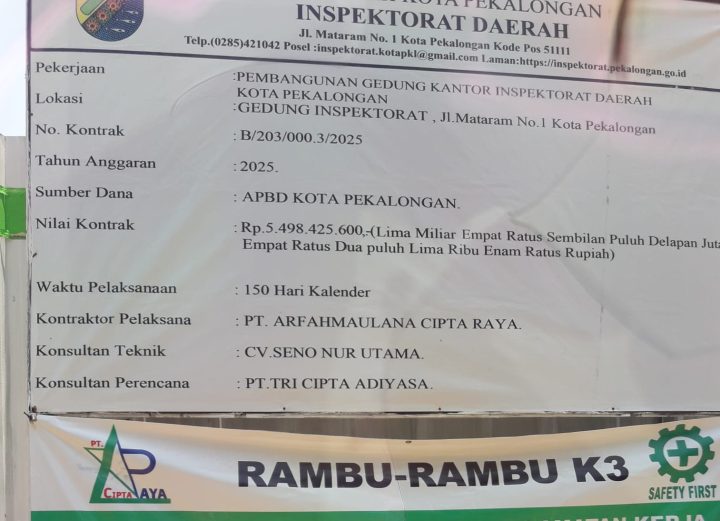 KOTA PEKALONGAN
INSPEKTORAT DAERAH
Jl. Mataram No. 1 Kota Pekalongan Kode Pos 51111
Telp.(0285)421042 Posel :inspektorat.kotapkl@gmail.com Laman:https://inspektorat.pekalongan.go.id
Pekerjaan :PEMBANGUNAN GEDUNG KANTOR INSPEKTORAT DAERAH
KOTA PEKALONGAN
Lokasi :GEDUNG INSPEKTORAT , Jl.Mataram No.1 Kota Pekalongan
No. Kontrak : B/203/000.3/2025
Tahun Anggaran : 2025.
Sumber Dana : APBD KOTA PEKALONGAN.
Nilai Kontrak : Rp.5.498.425.600,-(Lima Miliar Empat Ratus Sembilan Puluh Delapan Juta
Empat Ratus Dua puluh Lima Ribu Enam Ratus Rupiah)
Waktu Pelaksanaan : 150 Hari Kalender
Kontraktor Pelaksana : PT. ARFAHMAULANA CIPTA RAYA.
Konsultan Teknik : CV.SENO NUR UTAMA.
Konsultan Perencana : PT.TRI CIPTA ADIYASA.
PT.
CIPTA RAYA
RAMBU-RAMBU K3
SAFETY FIRST
KERJA